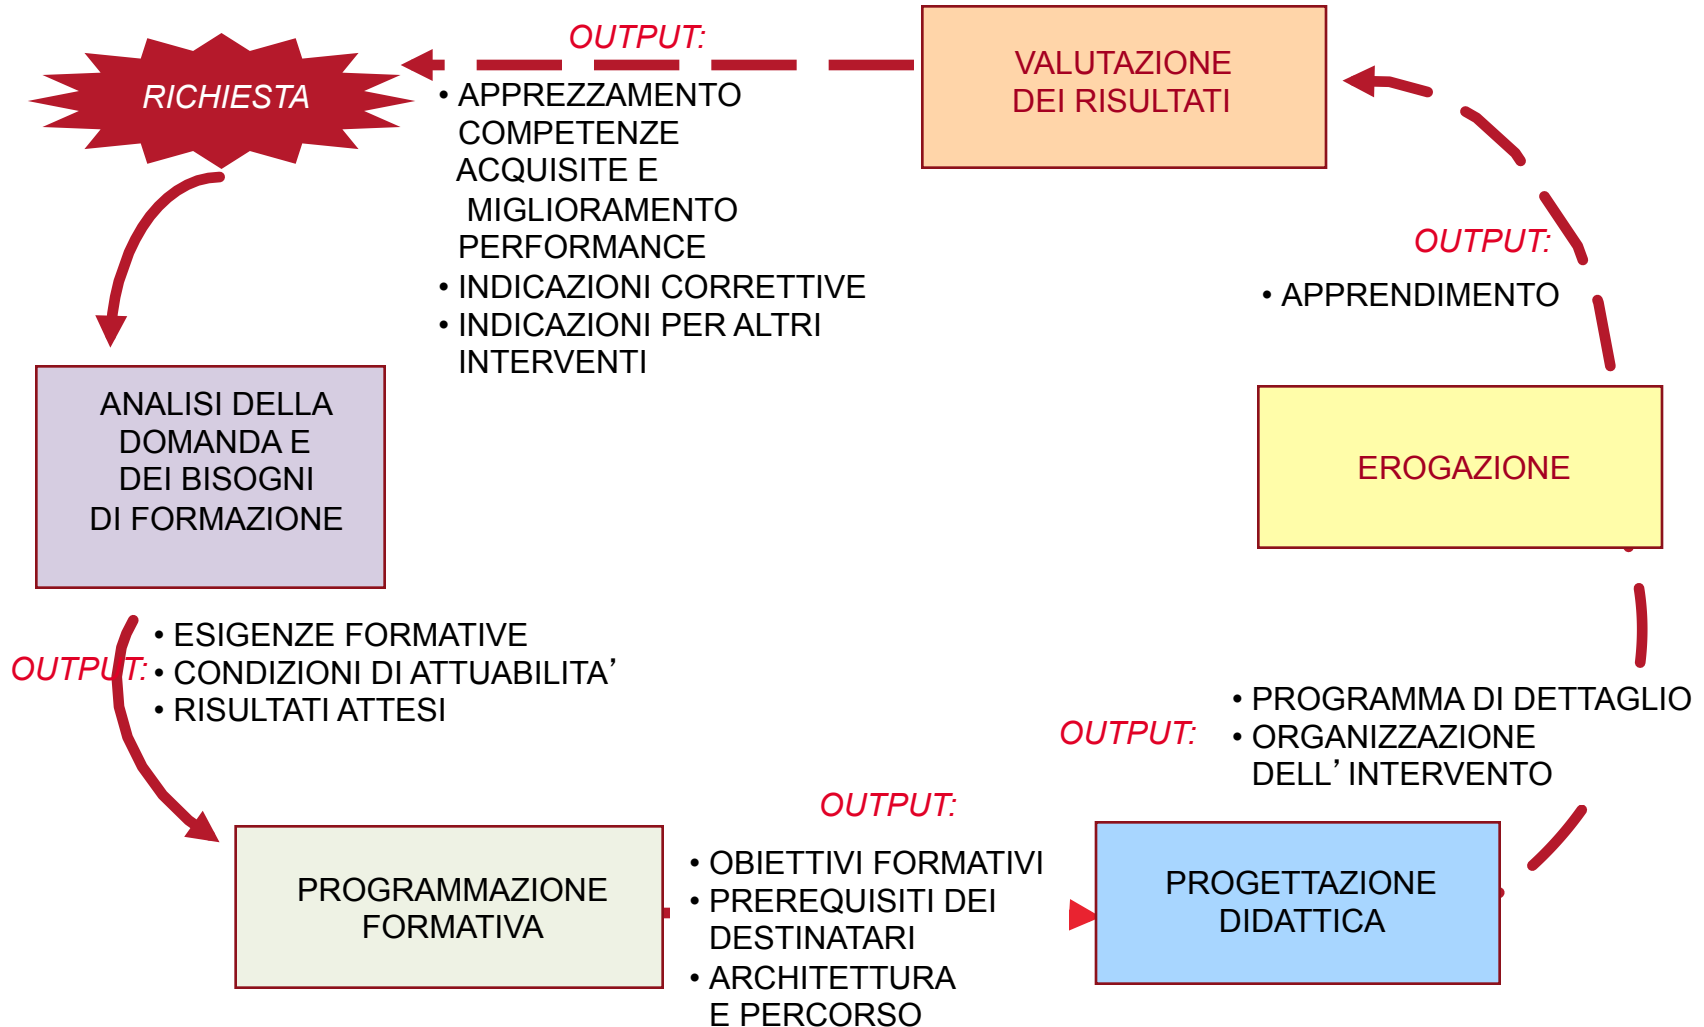 RICHIESTA
OUTPUT:
• APPREZZAMENTO
COMPETENZE
ACQUISITE E
MIGLIORAMENTO
PERFORMANCE
• INDICAZIONI CORRETTIVE
• INDICAZIONI PER ALTRI
INTERVENTI
VALUTAZIONE
DEI RISULTATI
OUTPUT:
• APPRENDIMENTO
ANALISI DELLA
DOMANDA E
DEI BISOGNI
DI FORMAZIONE
EROGAZIONE
OUTPUT:
• ESIGENZE FORMATIVE
• CONDIZIONI DI ATTUABILITA’
• RISULTATI ATTESI
OUTPUT:
• PROGRAMMA DI DETTAGLIO
• ORGANIZZAZIONE
DELL’ INTERVENTO
PROGRAMMAZIONE
FORMATIVA
OUTPUT:
• OBIETTIVI FORMATIVI
• PREREQUISITI DEI
DESTINATARI
• ARCHITETTURA
E PERCORSO
PROGETTAZIONE
DIDATTICA